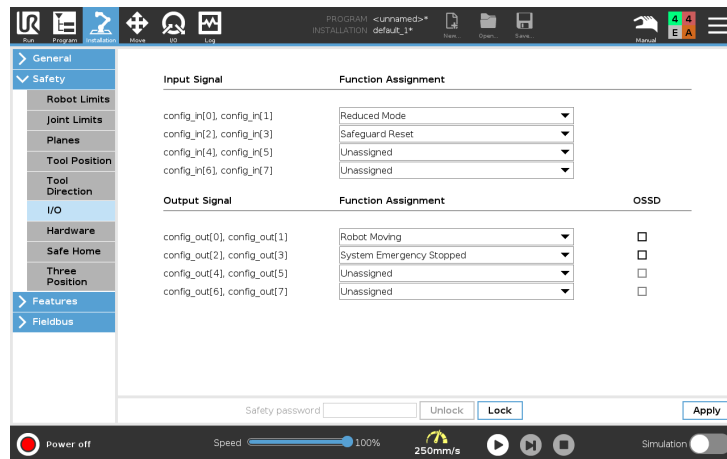 UR
PROGRAM <unnamed>*
INSTALLATION default_1*
Run Program Installation Move I/O Log New... Open... Save... Manual
4 4
E A
General
Safety
Robot Limits
Joint Limits
Planes
Tool Position
Tool
Direction
I/O
Hardware
Safe Home
Three
Position
Features
Fieldbus
Input Signal Function Assignment
config_in[0], config_in[1] Reduced Mode
config_in[2], config_in[3] Safeguard Reset
config_in[4], config_in[5] Unassigned
config_in[6], config_in[7] Unassigned
Output Signal Function Assignment OSSD
config_out[0], config_out[1] Robot Moving
config_out[2], config_out[3] System Emergency Stopped
config_out[4], config_out[5] Unassigned
config_out[6], config_out[7] Unassigned
Safety password Unlock Lock Apply
Power off Speed 100% 250mm/s Simulation